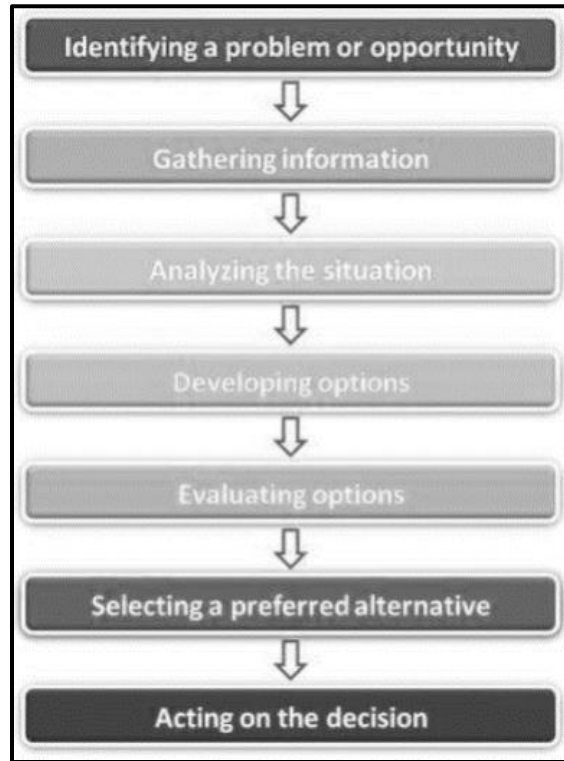 Identifying a problem or opportunity
Gathering information
Analyzing the situation
Developing options
Evaluating options
Selecting a preferred alternative
Acting on the decision